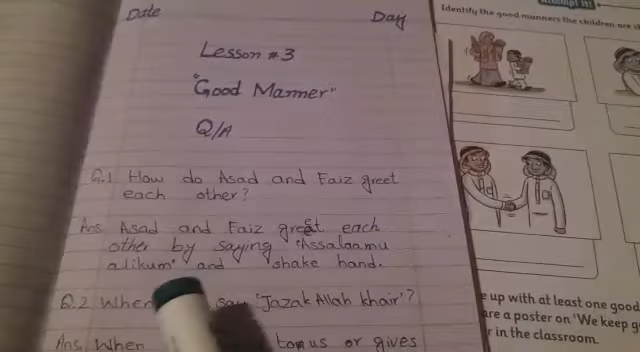 Date
Day
Lesson #3
"Good Manner"
Q/A
Q.1 How do Asad and Faiz greet
each other?
Ans Asad and Faiz greet each
other by saying 'Assalaamu
alikum' and shake hand.
Q.2 When say 'Jazak Allah khair'?
Ans. When to us or gives
Attempt it!
Identify the good manners the children are
e up with at least one good
are a poster on 'We keep
r in the classroom.